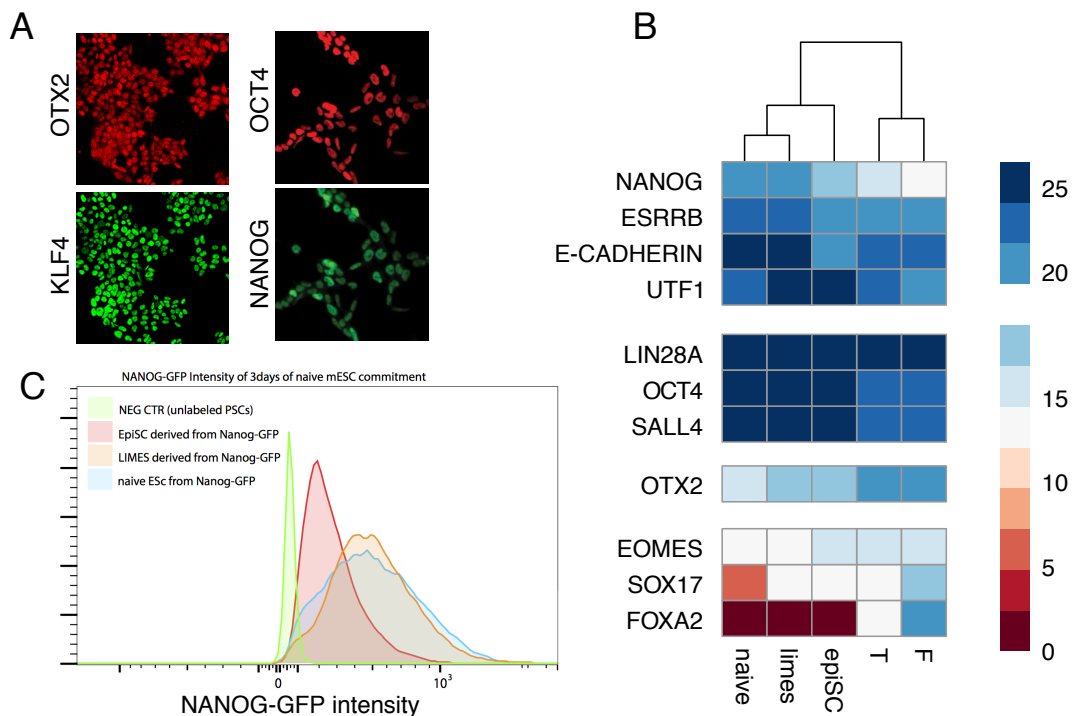 A
OTX2
OCT4
KLF4
NANOG
B
NANOG
ESRRB
E-CADHERIN
UTF1
LIN28A
OCT4
SALL4
OTX2
EOMES
SOX17
FOXA2
naive
limes
epiSC
T
F
25
20
15
10
5
0
C
NANOG-GFP Intensity of 3days of naive mESC commitment
NEG CTR (unlabeled PSCs)
EpiSC derived from Nanog-GFP
LIMES derived from Nanog-GFP
naive ESc from Nanog-GFP
0
10³
NANOG-GFP intensity